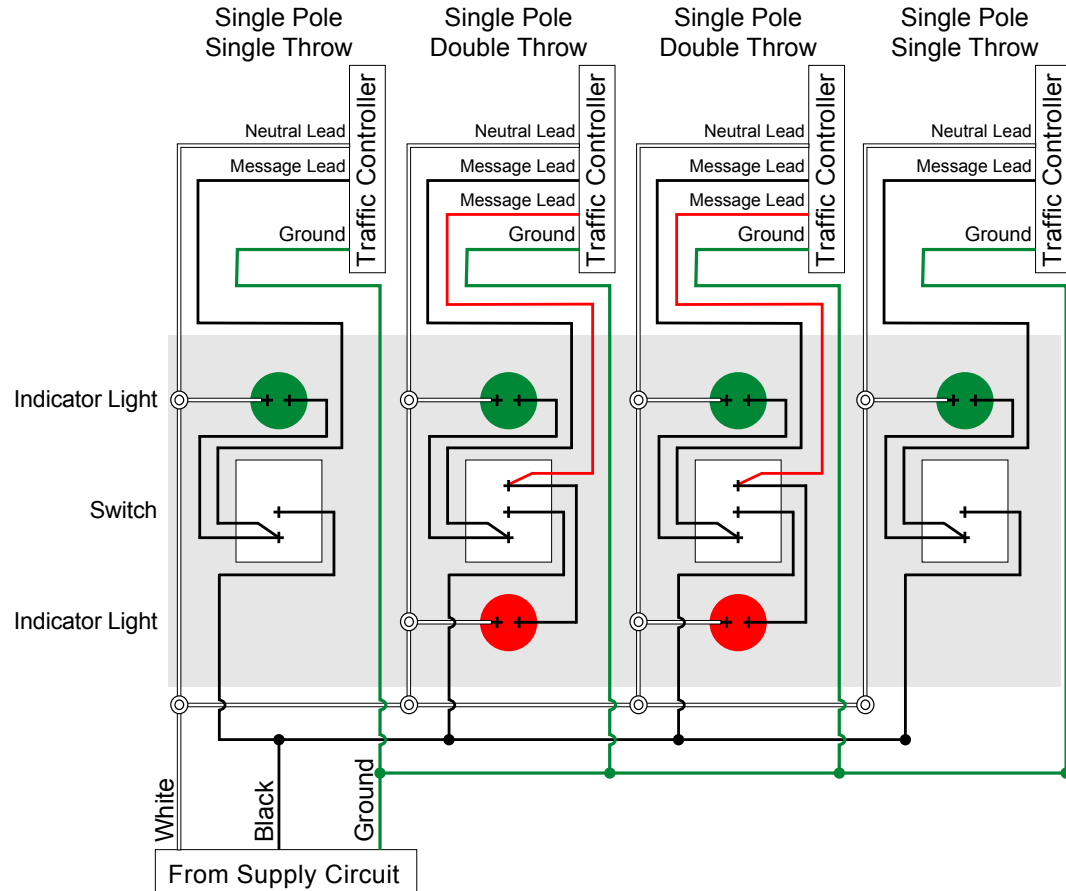 Single Pole
Single Throw
Single Pole
Double Throw
Single Pole
Double Throw
Single Pole
Single Throw
Neutral Lead
Message Lead
Ground
Traffic Controller
Neutral Lead
Message Lead
Message Lead
Ground
Traffic Controller
Neutral Lead
Message Lead
Message Lead
Ground
Traffic Controller
Neutral Lead
Message Lead
Ground
Traffic Controller
Indicator Light
Switch
Indicator Light
White
Black
Ground
From Supply Circuit